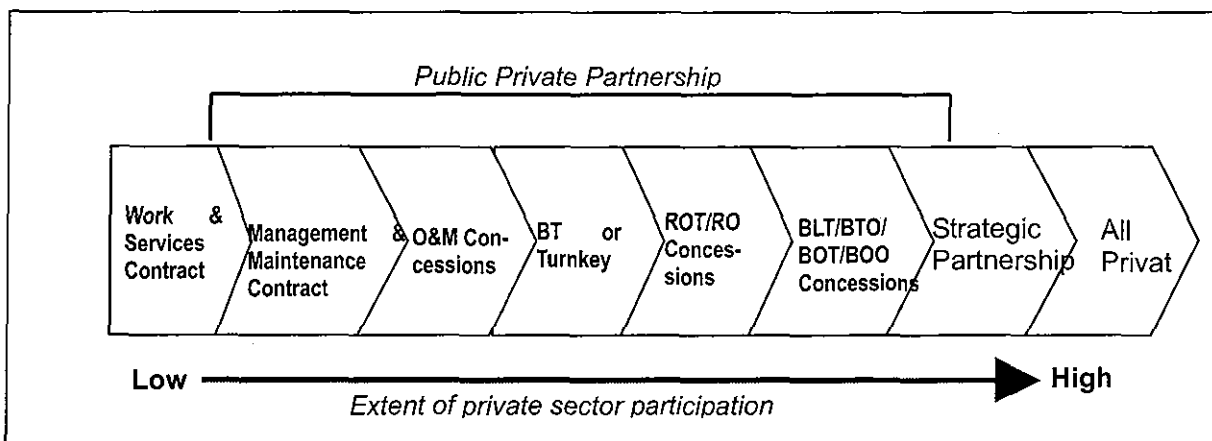 Public Private Partnership
Work &
Services
Contract
Management &
Maintenance
Contract
O&M Con-
cessions
BT or
Turnkey
ROT/RO
Conces-
sions
BLT/BTO/
BOT/BOO
Concessions
Strategic
Partnership
All
Privat
Low
High
Extent of private sector participation